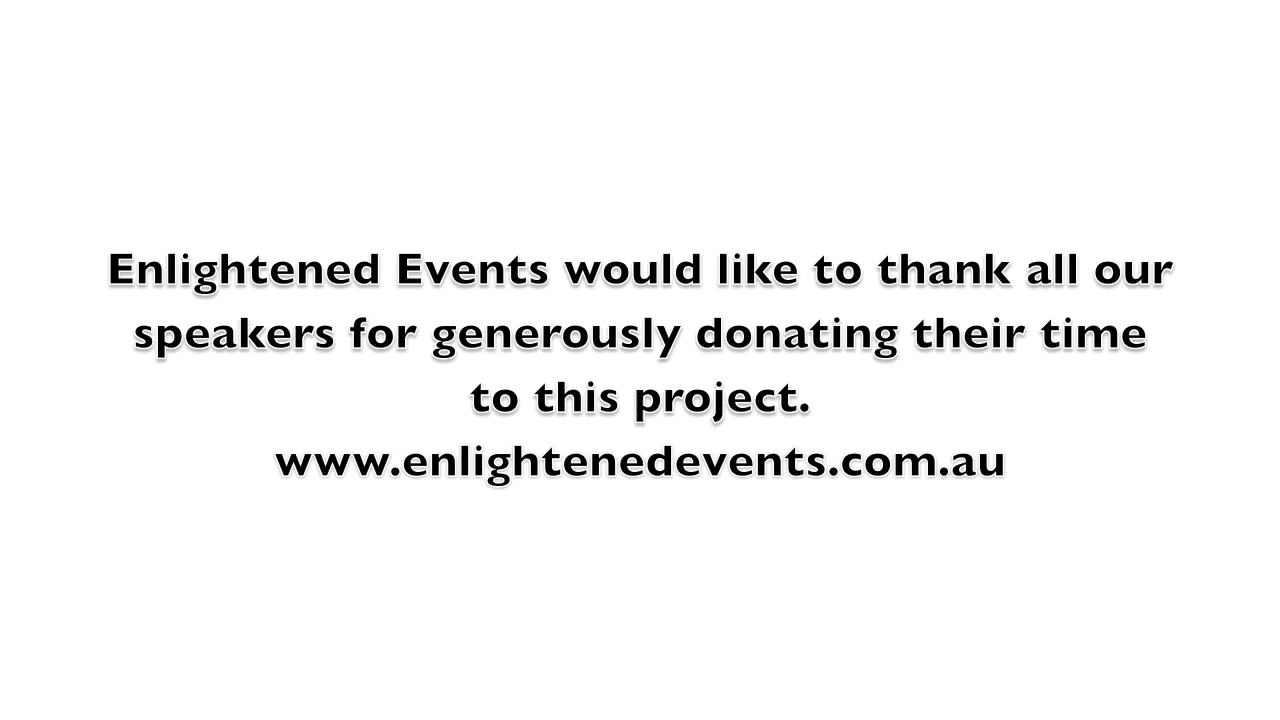 Enlightened Events would like to thank all our
speakers for generously donating their time
to this project.
www.enlightenedevents.com.au